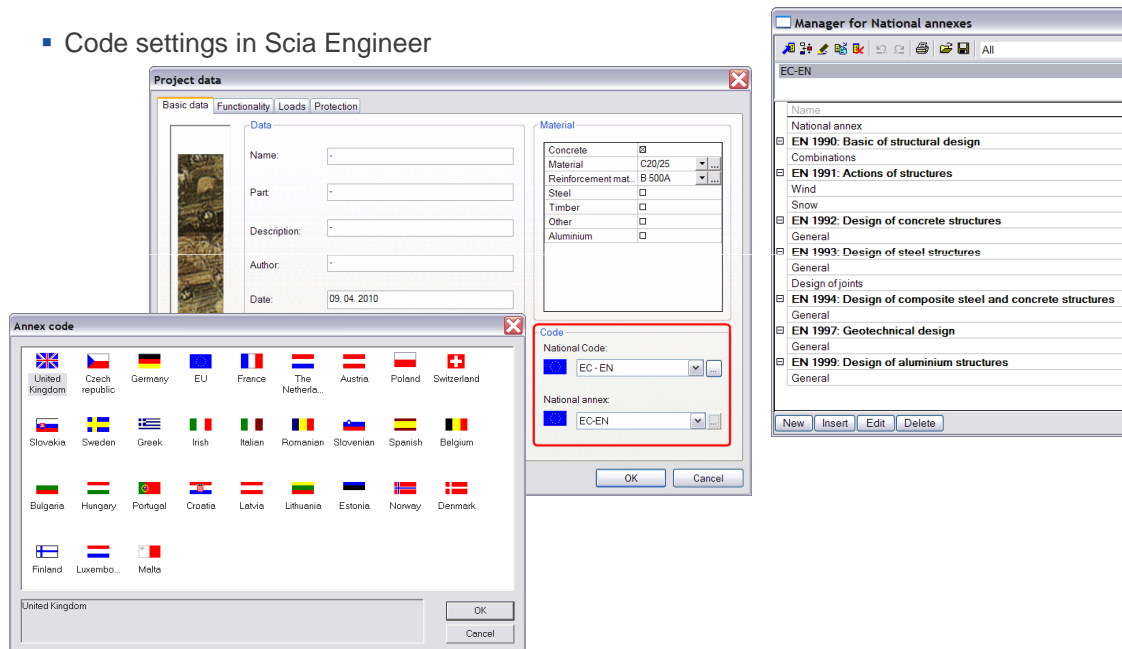 Code settings in Scia Engineer
Project data
Basic data Functionality Loads Protection
Data
Name: -
Part: -
Description: -
Author: -
Date: 09. 04. 2010
Material
Concrete
Material C20/25 ...
Reinforcement mat... B 500A ...
Steel
Timber
Other
Aluminium
Code
National Code:
EC - EN ...
National annex:
EC-EN ...
OK Cancel
Annex code
United Kingdom
Czech republic
Germany
EU
France
The Netherla...
Austria
Poland
Switzerland
Slovakia
Sweden
Greek
Irish
Italian
Romanian
Slovenian
Spanish
Belgium
Bulgaria
Hungary
Portugal
Croatia
Latvia
Lithuania
Estonia
Norway
Denmark
Finland
Luxembo...
Malta
United Kingdom
OK
Cancel
Manager for National annexes
All
EC-EN
Name
National annex
EN 1990: Basic of structural design
Combinations
EN 1991: Actions of structures
Wind
Snow
EN 1992: Design of concrete structures
General
EN 1993: Design of steel structures
General
Design of joints
EN 1994: Design of composite steel and concrete structures
General
EN 1997: Geotechnical design
General
EN 1999: Design of aluminium structures
General
New Insert Edit Delete